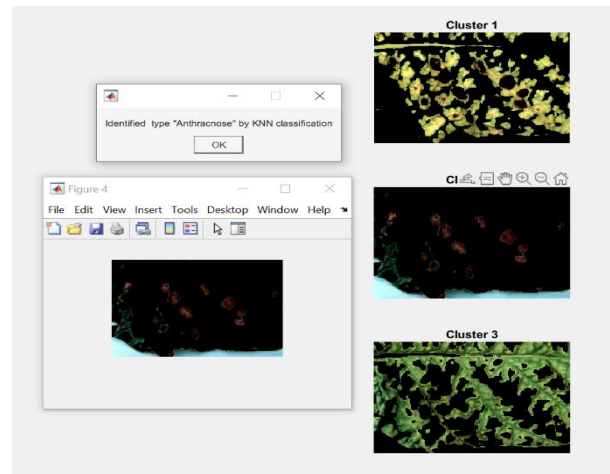 Cluster 1
Identified type "Anthracnose" by KNN classification
OK
Figure 4
File Edit View Insert Tools Desktop Window Help
Cl
Cluster 3